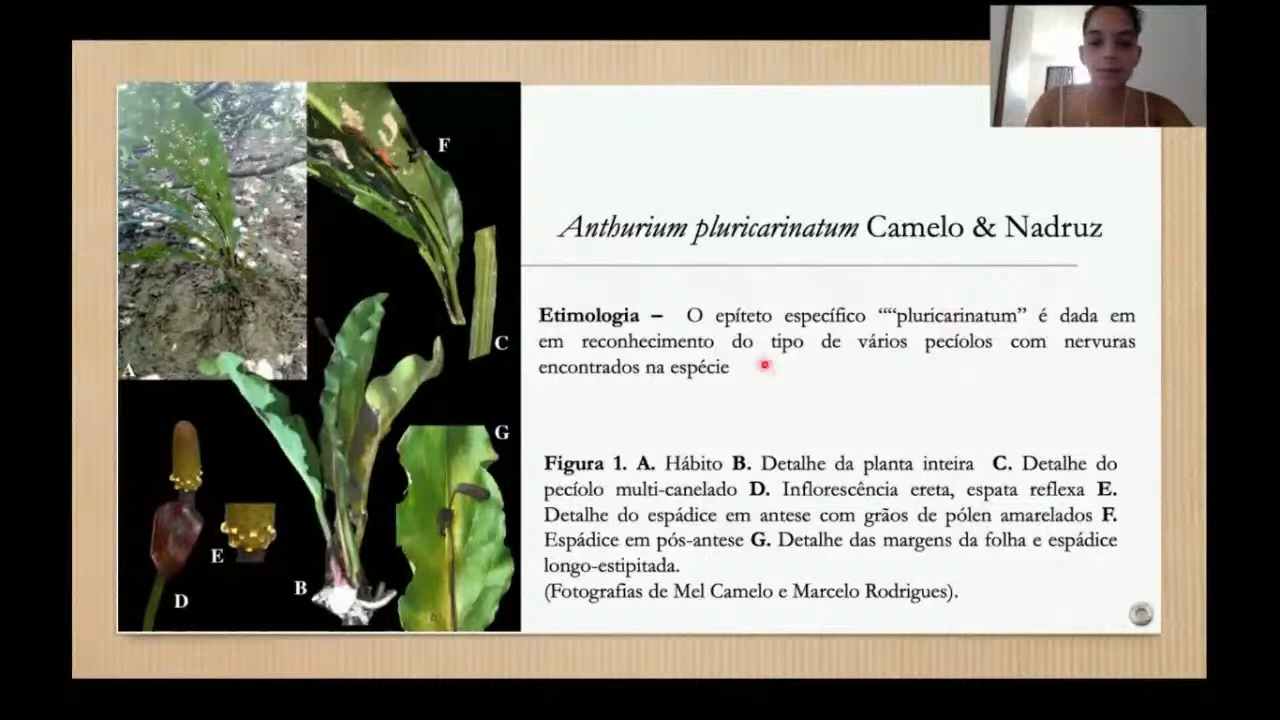 F
C
A
G
E
D
B
Anthurium pluricarinatum Camelo & Nadruz
Etimologia – O epíteto específico ““pluricarinatum” é dada em
em reconhecimento do tipo de vários pecíolos com nervuras
encontrados na espécie
Figura 1. A. Hábito B. Detalhe da planta inteira C. Detalhe do
pecíolo multi-canelado D. Inflorescência ereta, espata reflexa E.
Detalhe do espádice em antese com grãos de pólen amarelados F.
Espádice em pós-antese G. Detalhe das margens da folha e espádice
longo-estipitada.
(Fotografias de Mel Camelo e Marcelo Rodrigues).